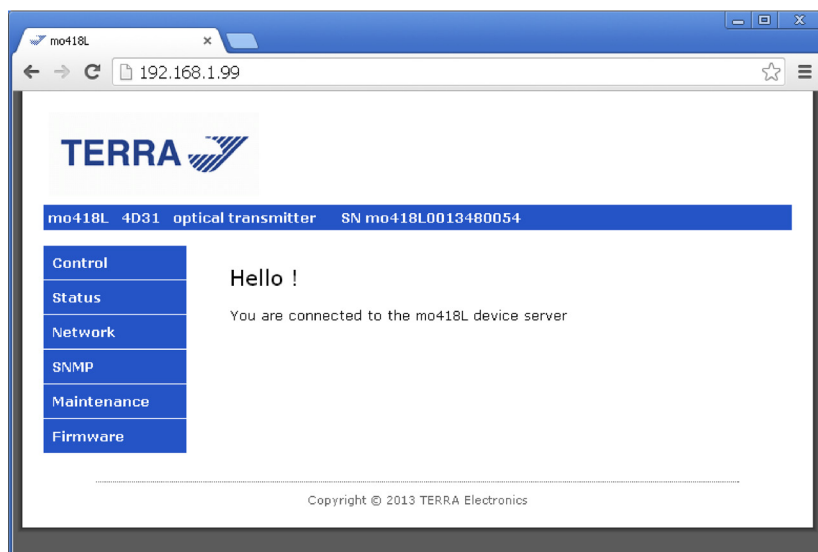 mo418L
192.168.1.99
TERRA
mo418L 4D31 optical transmitter SN mo418L0013480054
Control
Status
Network
SNMP
Maintenance
Firmware
Hello !
You are connected to the mo418L device server
Copyright © 2013 TERRA Electronics